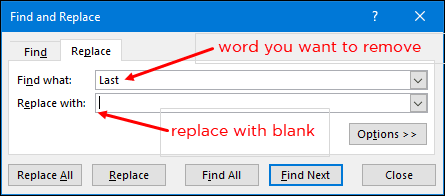 Find and Replace
?
Find
Replace
word you want to remove
Find what:
Last
Replace with:
replace with blank
Options >>
Replace All
Replace
Find All
Find Next
Close